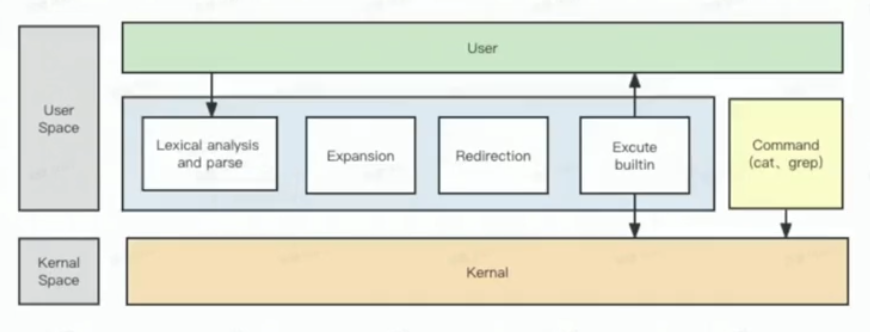 User
User
Space
Lexical analysis
and parse
Expansion
Redirection
Excute
builtin
Command
(cat、grep)
Kernal
Space
Kernal